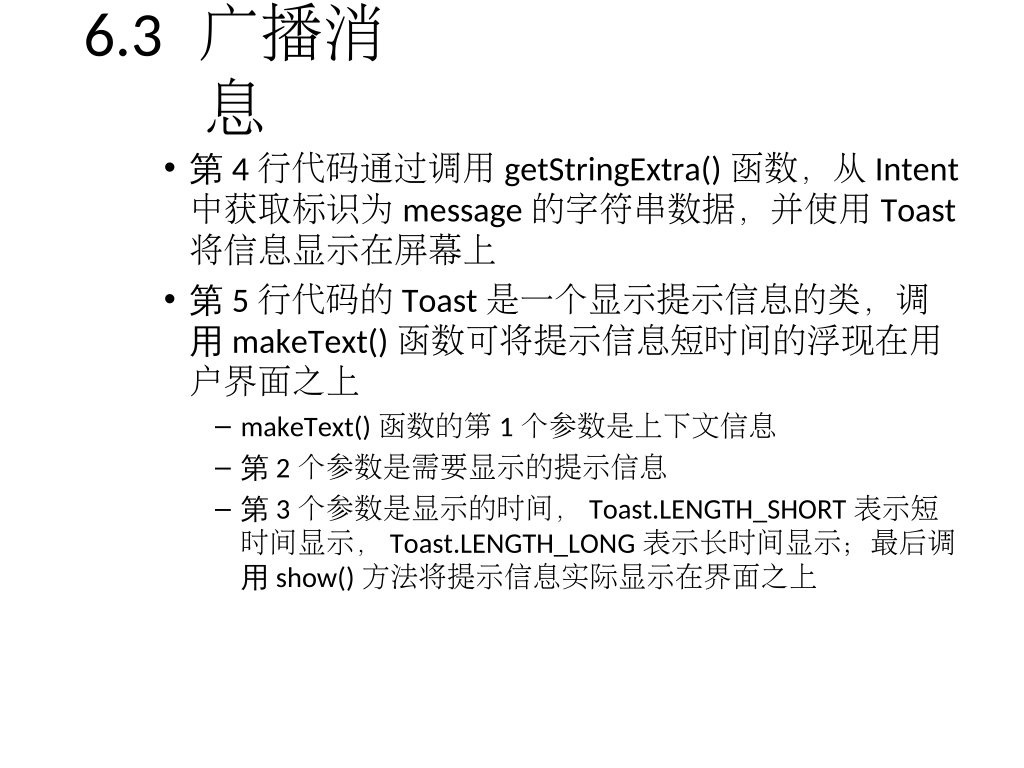 6.3 广播消
息
• 第 4 行代码通过调用 getStringExtra() 函数，从 Intent
中获取标识为 message 的字符串数据，并使用 Toast
将信息显示在屏幕上
• 第 5 行代码的 Toast 是一个显示提示信息的类，调
用 makeText() 函数可将提示信息短时间的浮现在用
户界面之上
– makeText() 函数的第 1 个参数是上下文信息
– 第 2 个参数是需要显示的提示信息
– 第 3 个参数是显示的时间， Toast.LENGTH_SHORT 表示短
时间显示， Toast.LENGTH_LONG 表示长时间显示；最后调
用 show() 方法将提示信息实际显示在界面之上